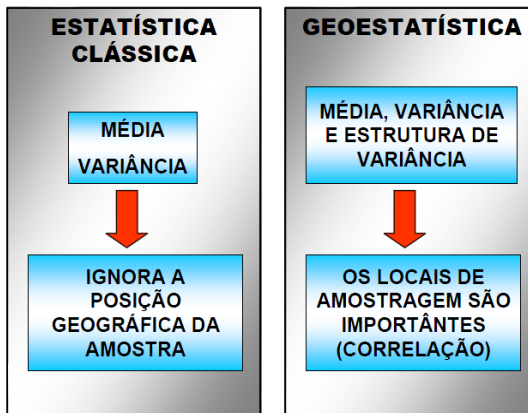 ESTATÍSTICA
CLÁSSICA
MÉDIA
VARIÂNCIA
IGNORA A
POSIÇÃO
GEOGRÁFICA DA
AMOSTRA
GEOESTATÍSTICA
MÉDIA, VARIÂNCIA
E ESTRUTURA DE
VARIÂNCIA
OS LOCAIS DE
AMOSTRAGEM SÃO
IMPORTÂNTES
(CORRELAÇÃO)